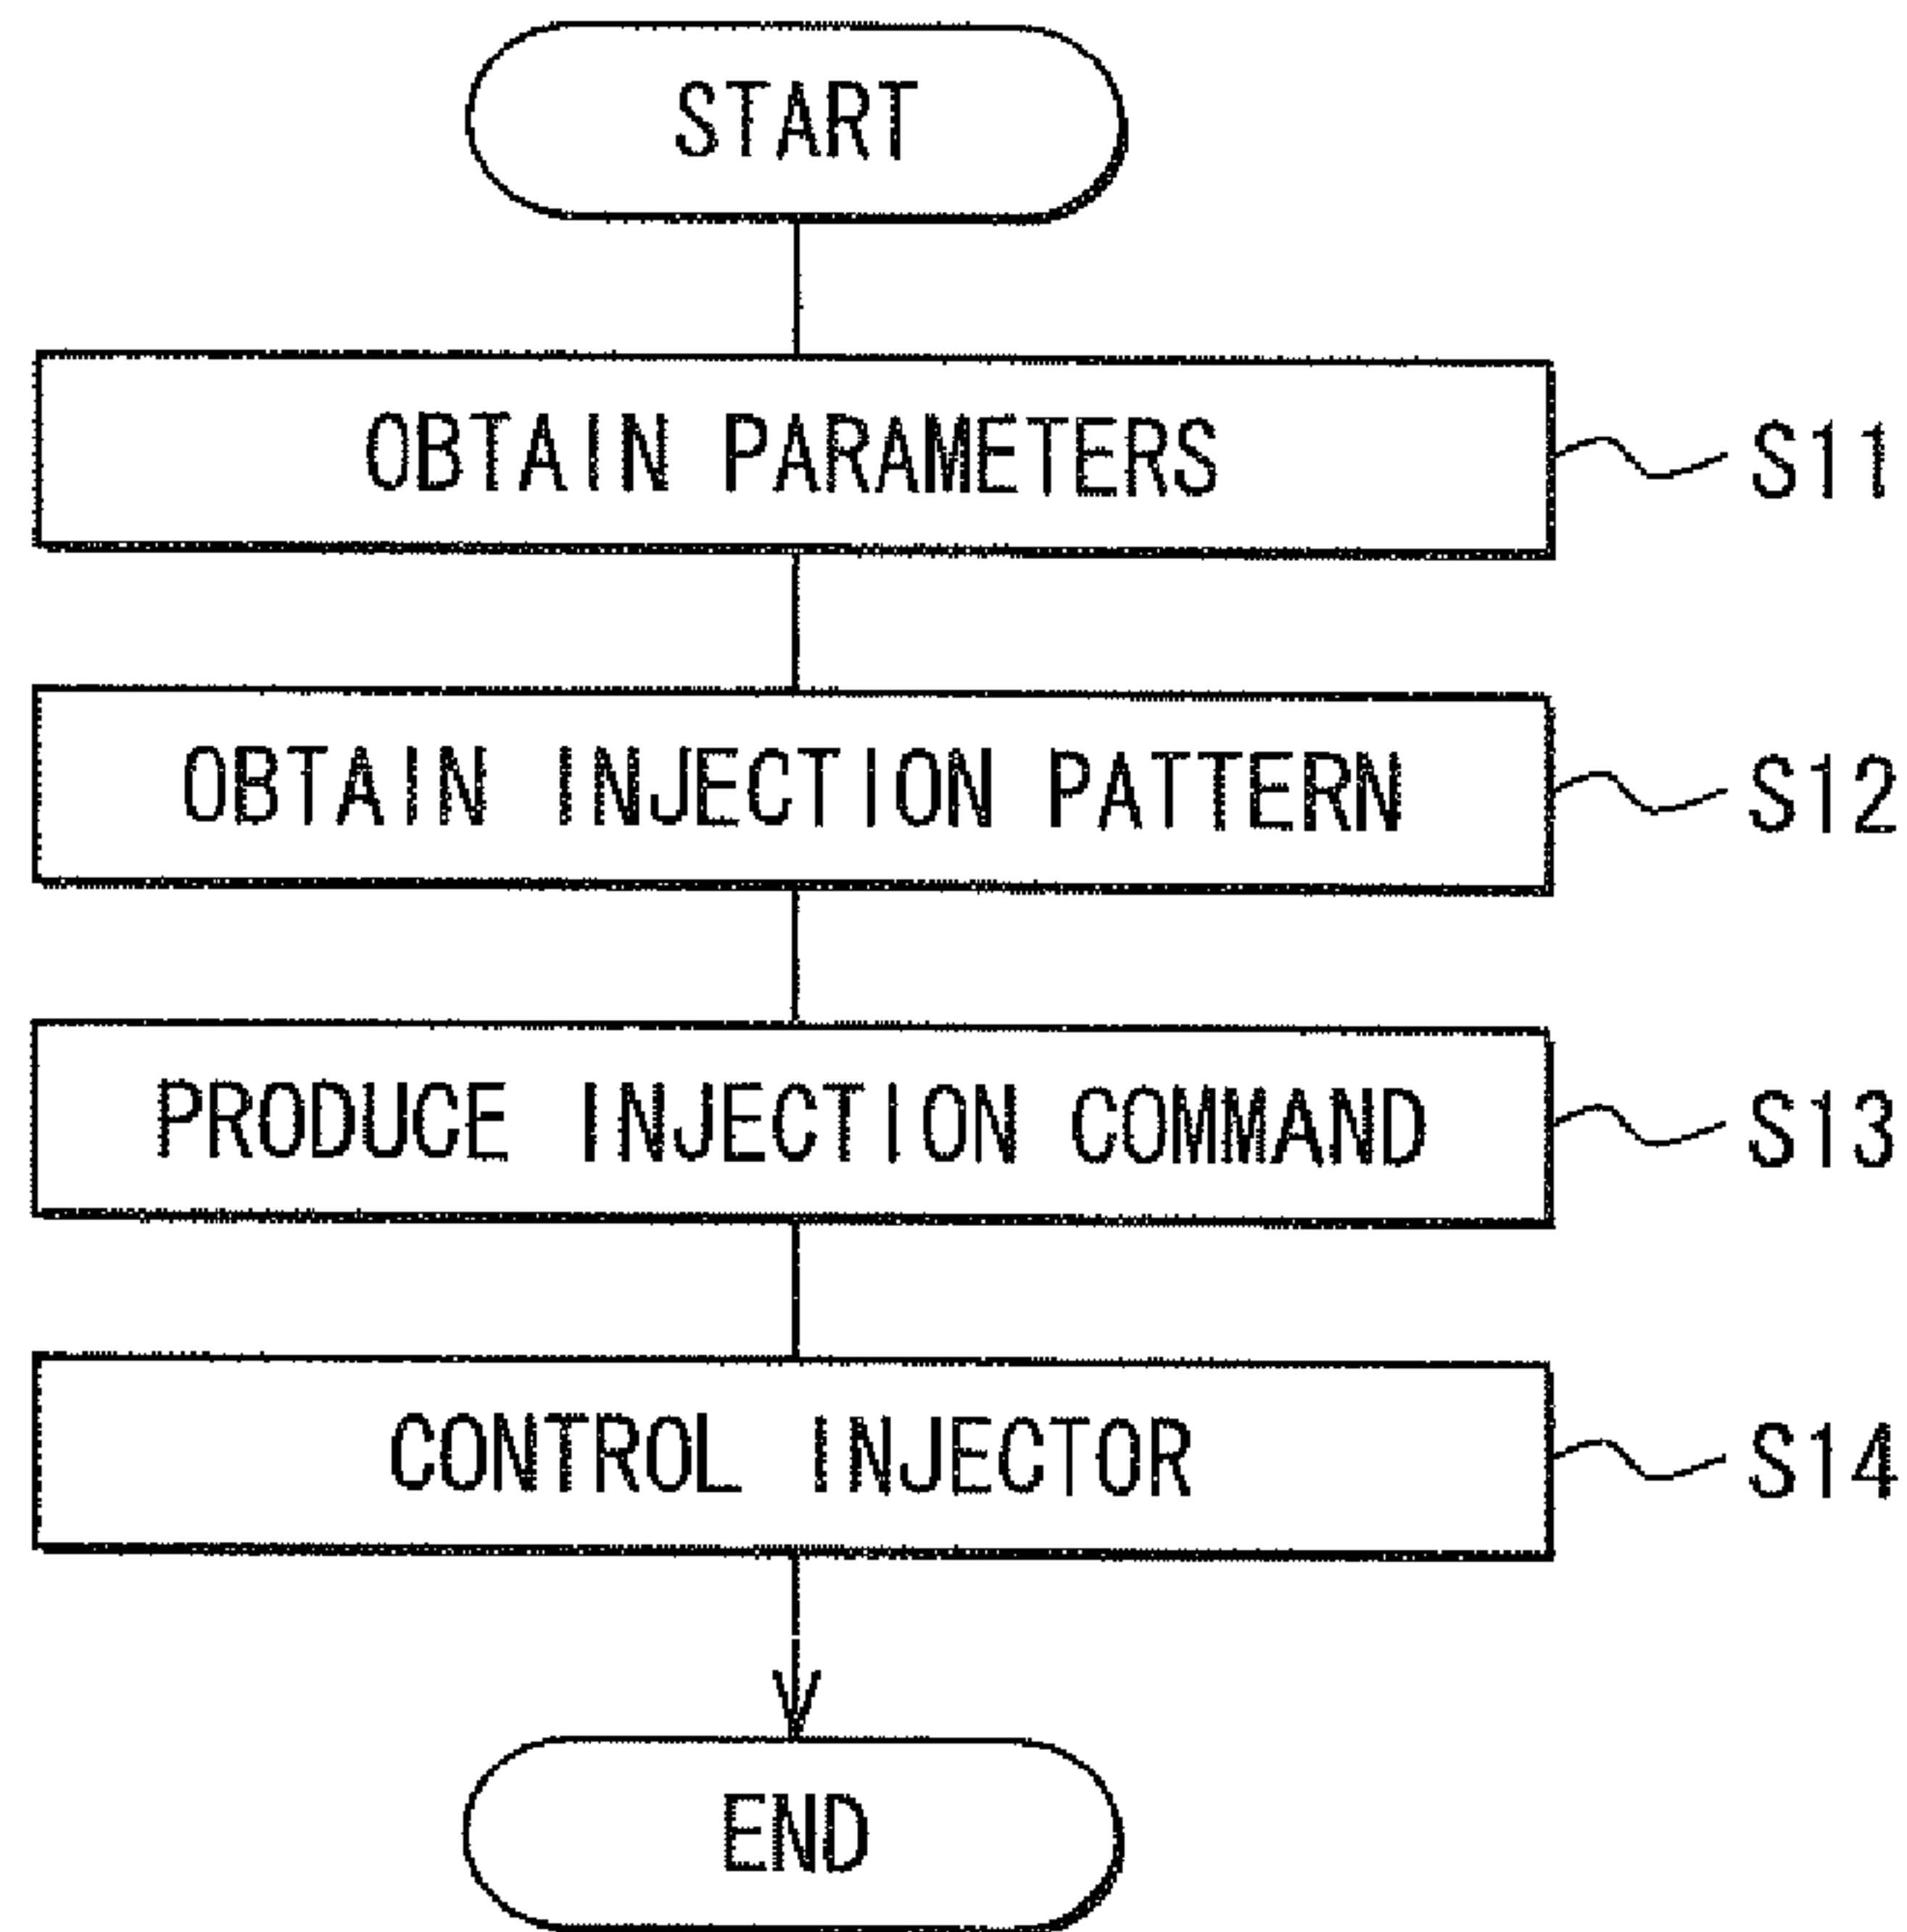 START
OBTAIN PARAMETERS S11
OBTAIN INJECTION PATTERN S12
PRODUCE INJECTION COMMAND S13
CONTROL INJECTOR S14
END